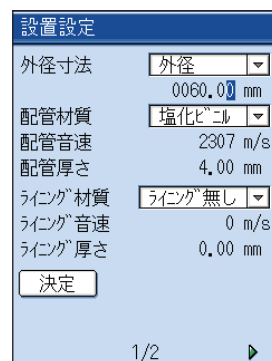 設置設定
外径寸法 外径
0060.00 mm
配管材質 塩化ビニル
配管音速 2307 m/s
配管厚さ 4.00 mm
ライニング材質 ライニング無し
ライニング音速 0 m/s
ライニング厚さ 0.00 mm
決定
1/2